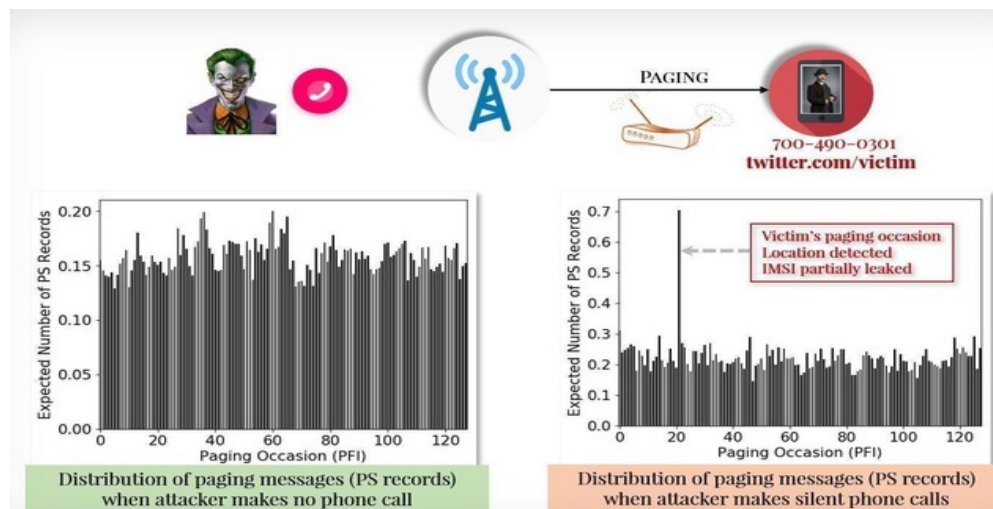 PAGING
700-490-0301
twitter.com/victim
0.20
0.15
0.10
0.05
0.00
Expected Number of PS Records
0 20 40 60 80 100 120
Paging Occasion (PFI)
Distribution of paging messages (PS records)
when attacker makes no phone call
0.7
0.6
0.5
0.4
0.3
0.2
0.1
0.0
Expected Number of PS Records
Victim's paging occasion
Location detected
IMSI partially leaked
0 20 40 60 80 100 120
Paging Occasion (PFI)
Distribution of paging messages (PS records)
when attacker makes silent phone calls